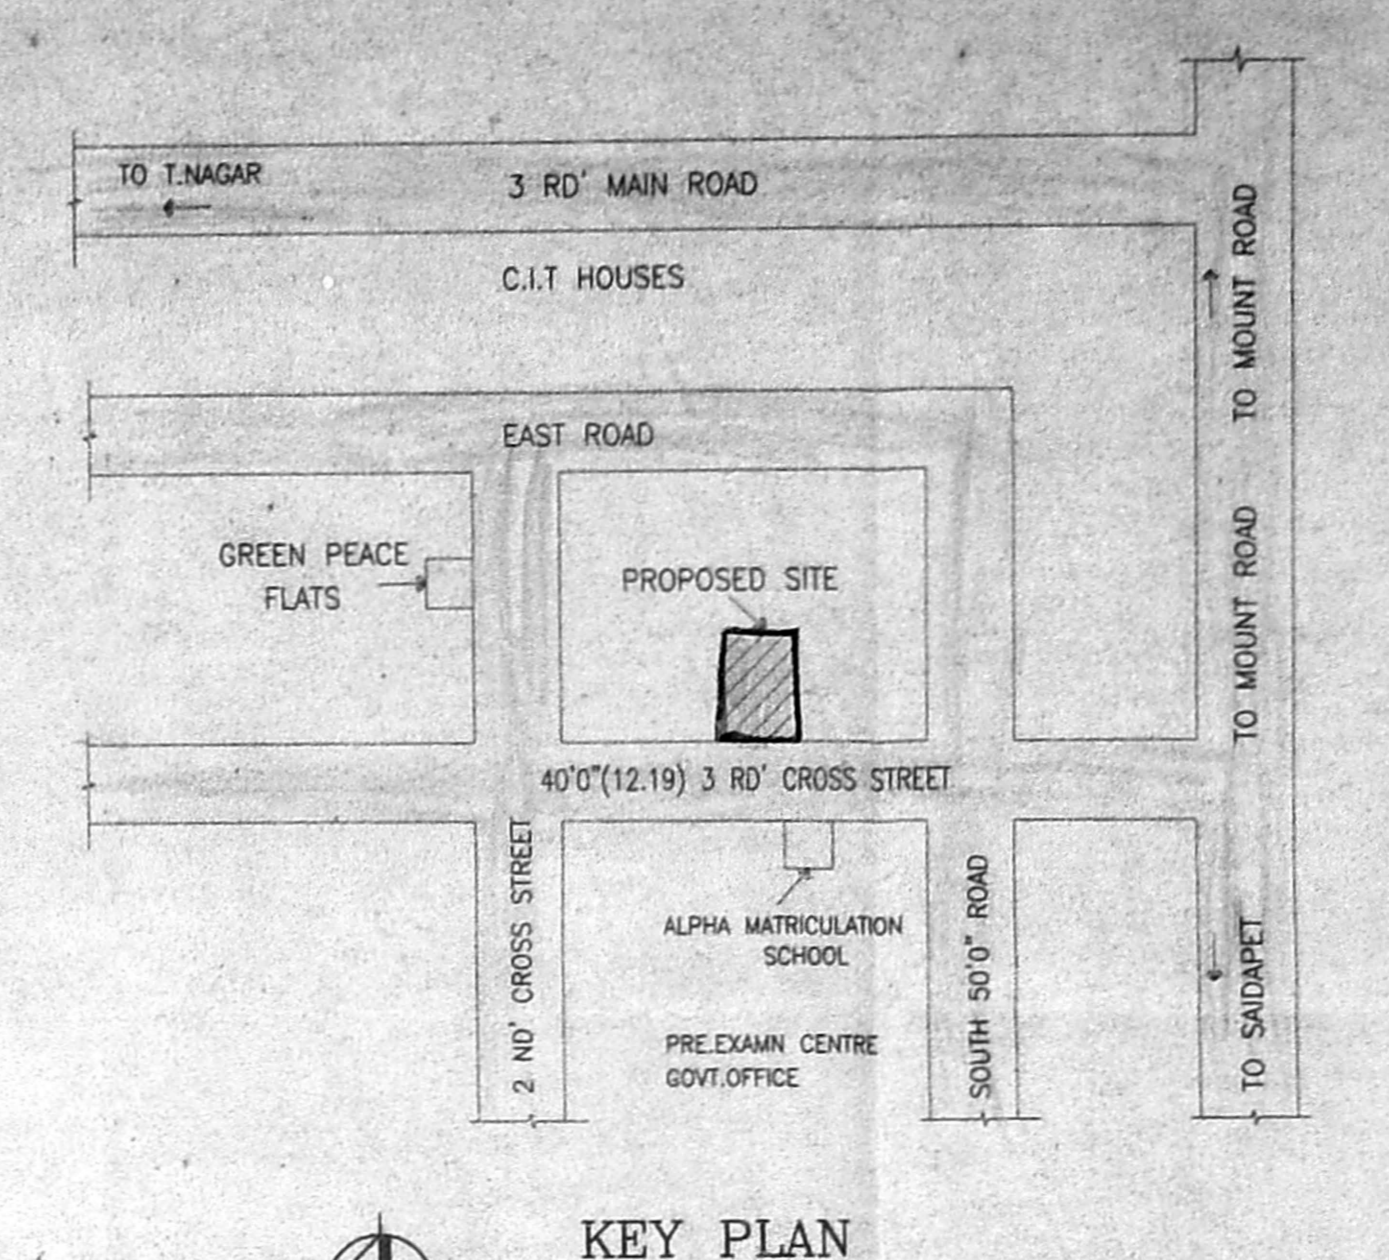 TO T.NAGAR
3 RD' MAIN ROAD
C.I.T HOUSES
TO MOUNT ROAD
EAST ROAD
GREEN PEACE
FLATS
PROPOSED SITE
TO MOUNT ROAD
40'0"(12.19) 3 RD' CROSS STREET
2 ND' CROSS STREET
ALPHA MATRICULATION
SCHOOL
SOUTH 50'0" ROAD
TO SAIDAPET
PRE.EXAMN CENTRE
GOVT.OFFICE
KEY PLAN